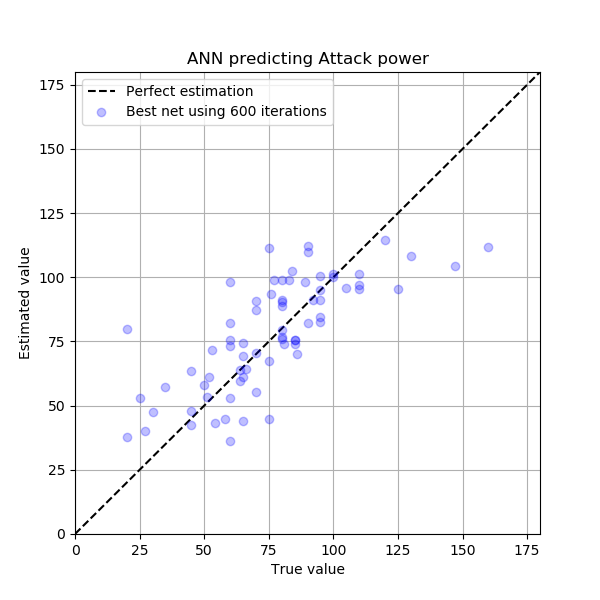 ANN predicting Attack power
Perfect estimation
Best net using 600 iterations
175
150
125
100
75
50
25
0
Estimated value
0 25 50 75 100 125 150 175
True value